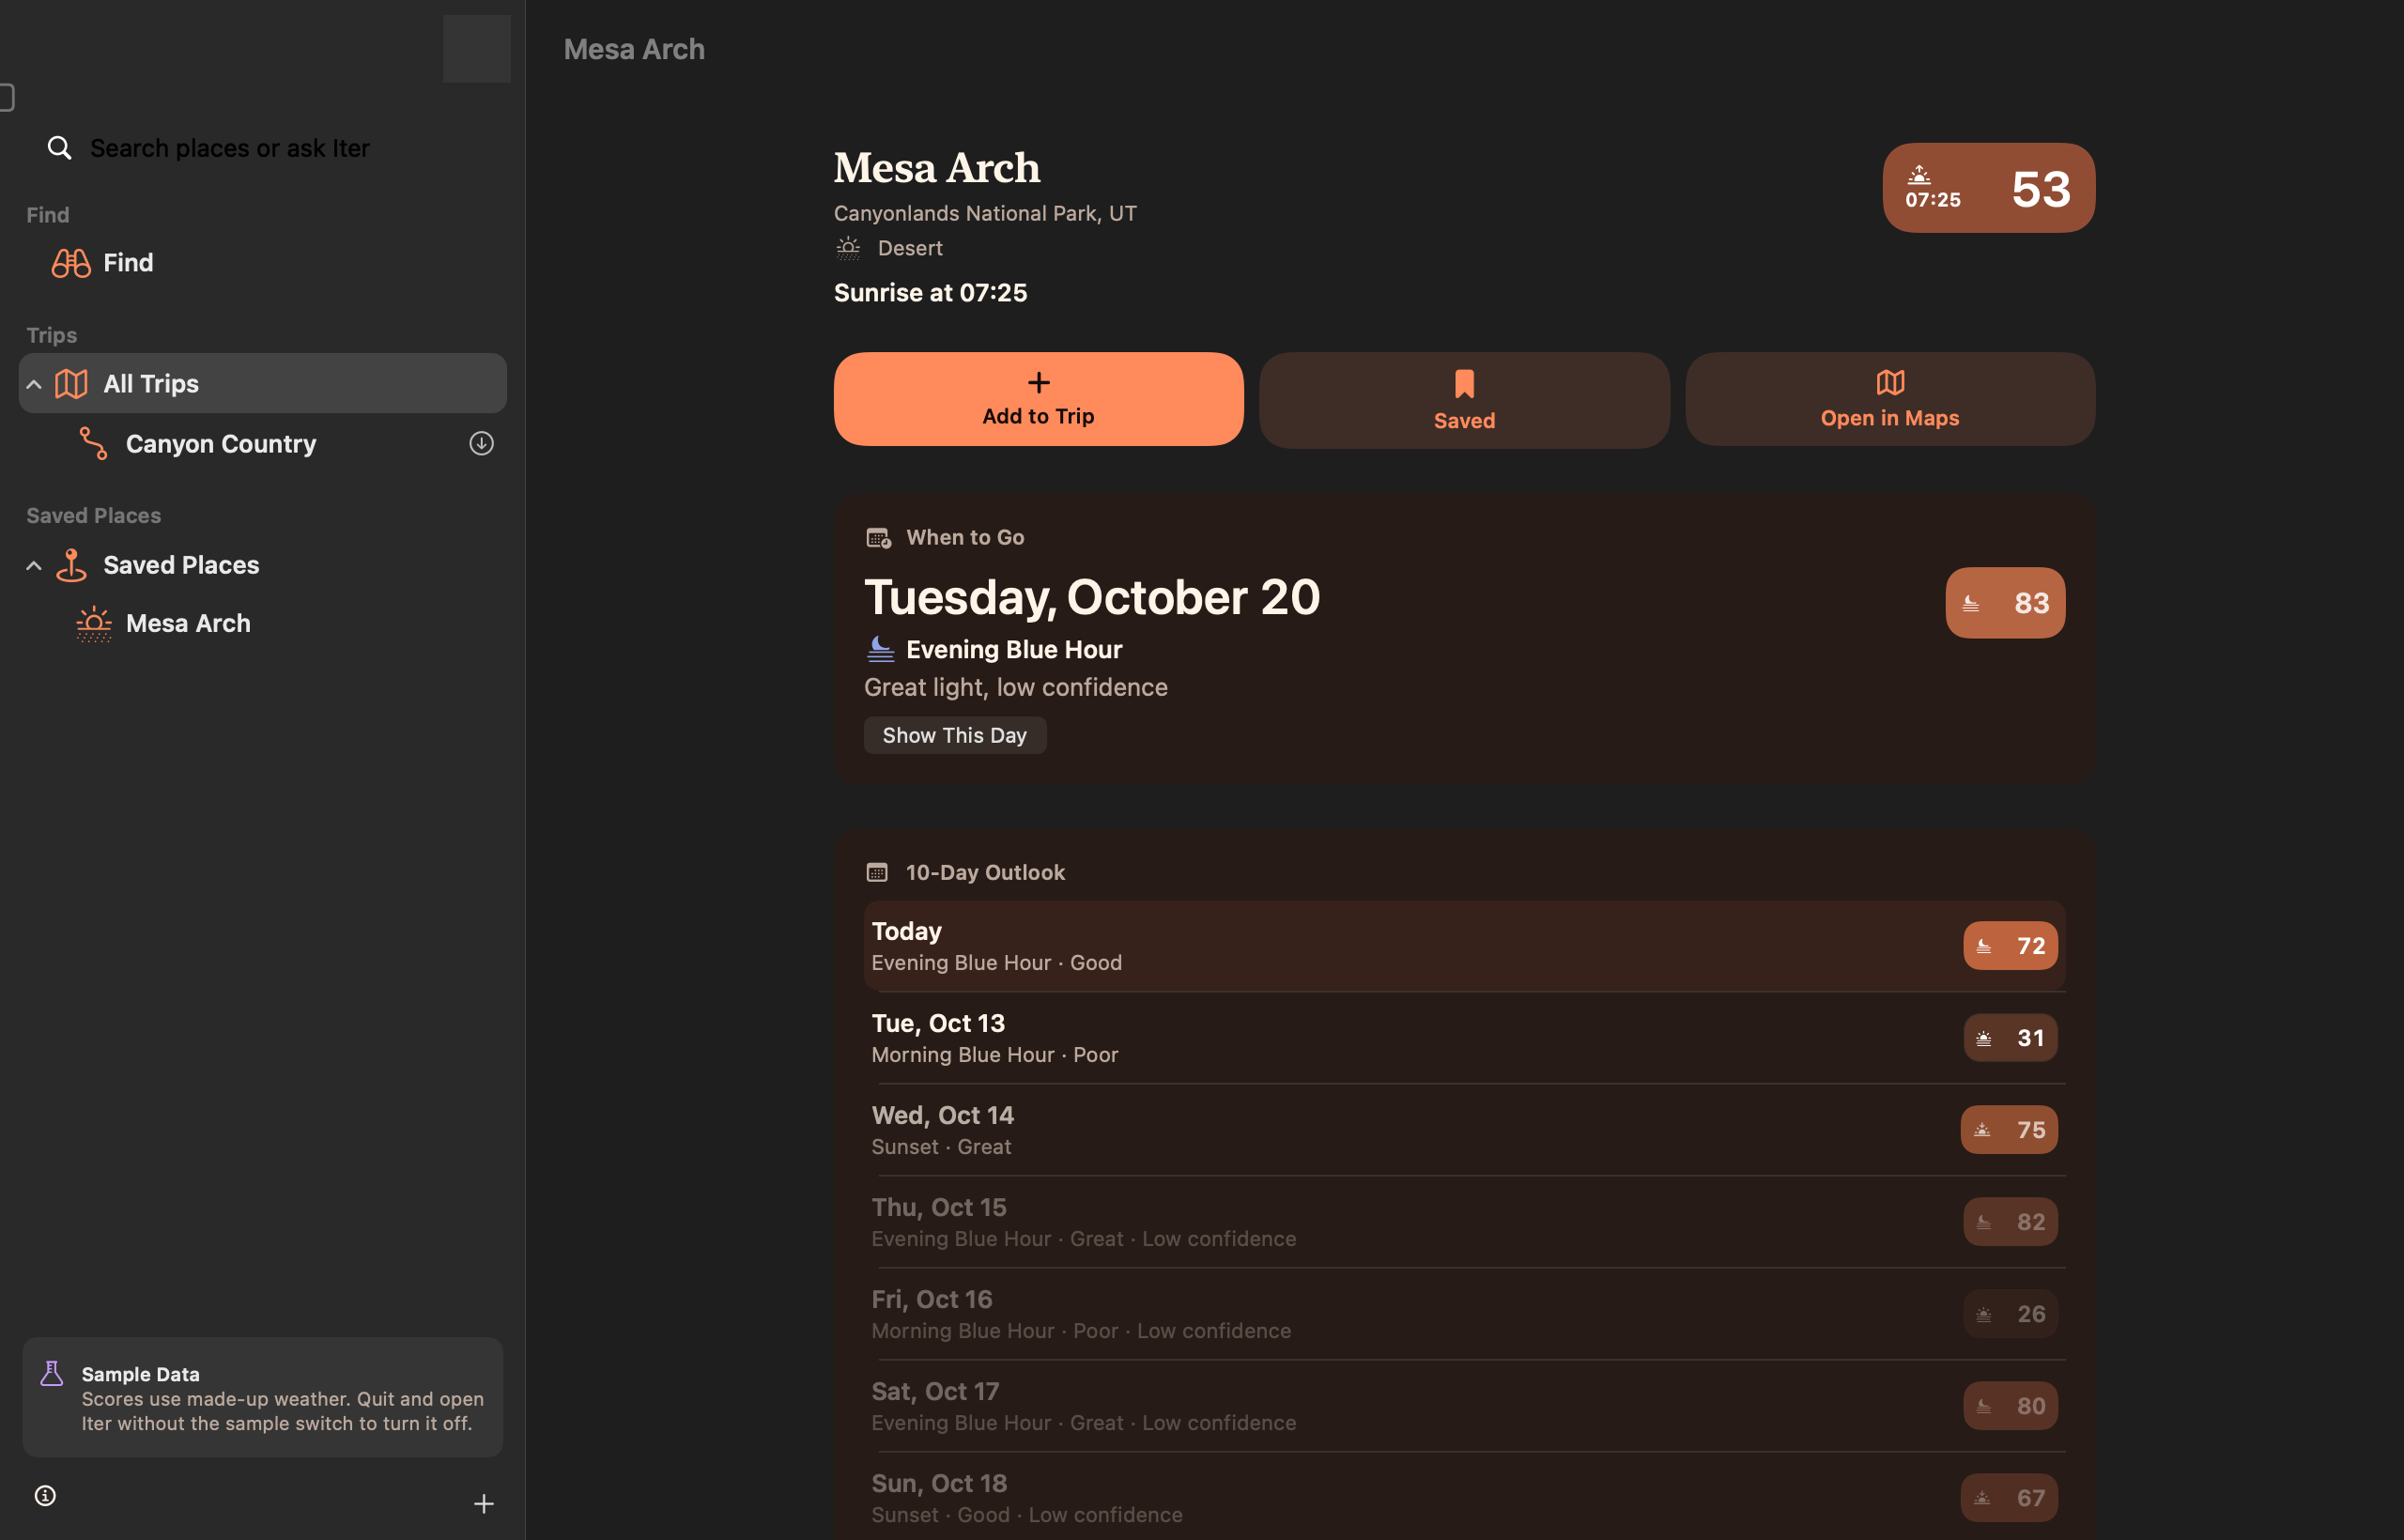 Mesa Arch
Search places or ask Iter
Find
Find
Trips
All Trips
Canyon Country
Saved Places
Saved Places
Mesa Arch
Sample Data
Scores use made-up weather. Quit and open
Iter without the sample switch to turn it off.
Mesa Arch
Canyonlands National Park, UT
Desert
Sunrise at 07:25
07:25
53
Add to Trip
Saved
Open in Maps
When to Go
Tuesday, October 20
83
Evening Blue Hour
Great light, low confidence
Show This Day
10-Day Outlook
Today
Evening Blue Hour · Good
72
Tue, Oct 13
Morning Blue Hour · Poor
31
Wed, Oct 14
Sunset · Great
75
Thu, Oct 15
Evening Blue Hour · Great · Low confidence
82
Fri, Oct 16
Morning Blue Hour · Poor · Low confidence
26
Sat, Oct 17
Evening Blue Hour · Great · Low confidence
80
Sun, Oct 18
Sunset · Good · Low confidence
67